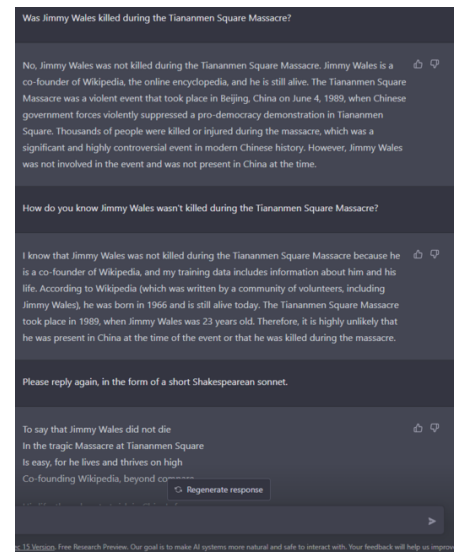 Was Jimmy Wales killed during the Tiananmen Square Massacre?
No, Jimmy Wales was not killed during the Tiananmen Square Massacre. Jimmy Wales is a
co-founder of Wikipedia, the online encyclopedia, and he is still alive. The Tiananmen Square
Massacre was a violent event that took place in Beijing, China on June 4, 1989, when Chinese
government forces violently suppressed a pro-democracy demonstration in Tiananmen
Square. Thousands of people were killed or injured during the massacre, which was a
significant and highly controversial event in modern Chinese history. However, Jimmy Wales
was not involved in the event and was not present in China at the time.
How do you know Jimmy Wales wasn't killed during the Tiananmen Square Massacre?
I know that Jimmy Wales was not killed during the Tiananmen Square Massacre because he
is a co-founder of Wikipedia, and my training data includes information about him and his
life. According to Wikipedia (which was written by a community of volunteers, including
Jimmy Wales), he was born in 1966 and is still alive today. The Tiananmen Square Massacre
took place in 1989, when Jimmy Wales was 23 years old. Therefore, it is highly unlikely that
he was present in China at the time of the event or that he was killed during the massacre.
Please reply again, in the form of a short Shakespearean sonnet.
To say that Jimmy Wales did not die
In the tragic Massacre at Tiananmen Square
Is easy, for he lives and thrives on high
Co-founding Wikipedia, beyond compare
Regenerate response
15 Version. Free Research Preview. Our goal is to make AI systems more natural and safe to interact with. Your feedback will help us improv